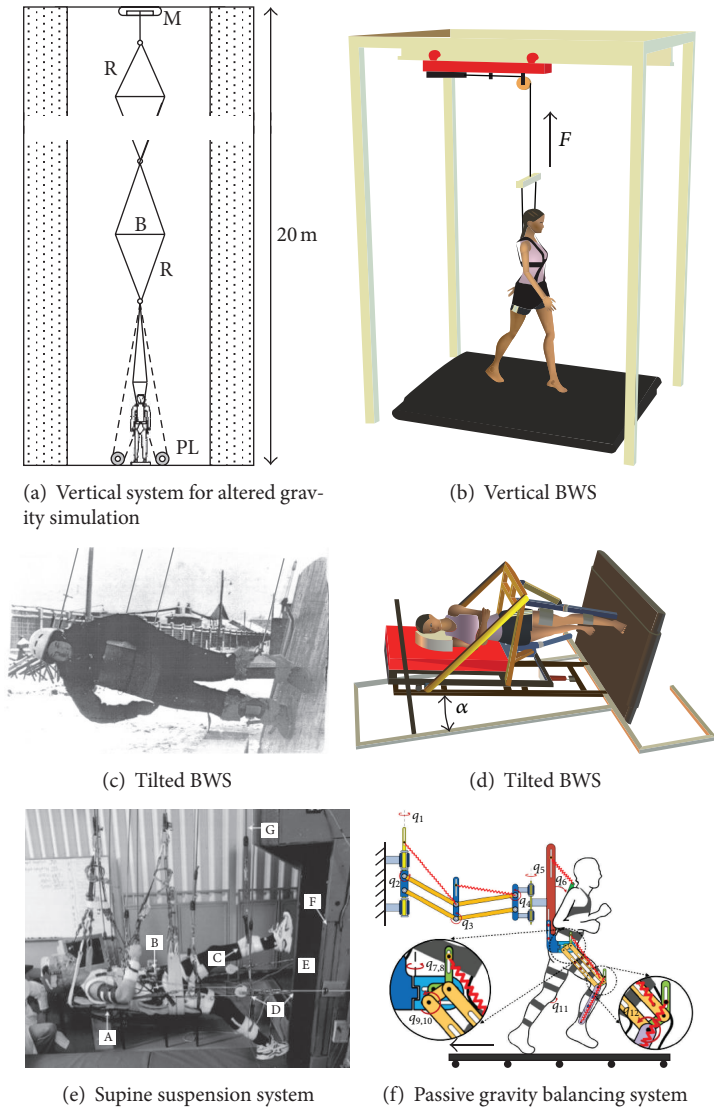 M
R
B
R
20 m
PL
(a) Vertical system for altered grav-
ity simulation
F
(b) Vertical BWS
(c) Tilted BWS
α
(d) Tilted BWS
G
F
B
C
E
D
A
(e) Supine suspension system
q1
q2
q3
q4
q5
q6
q7,8
q9,10
q11
q12
(f) Passive gravity balancing system